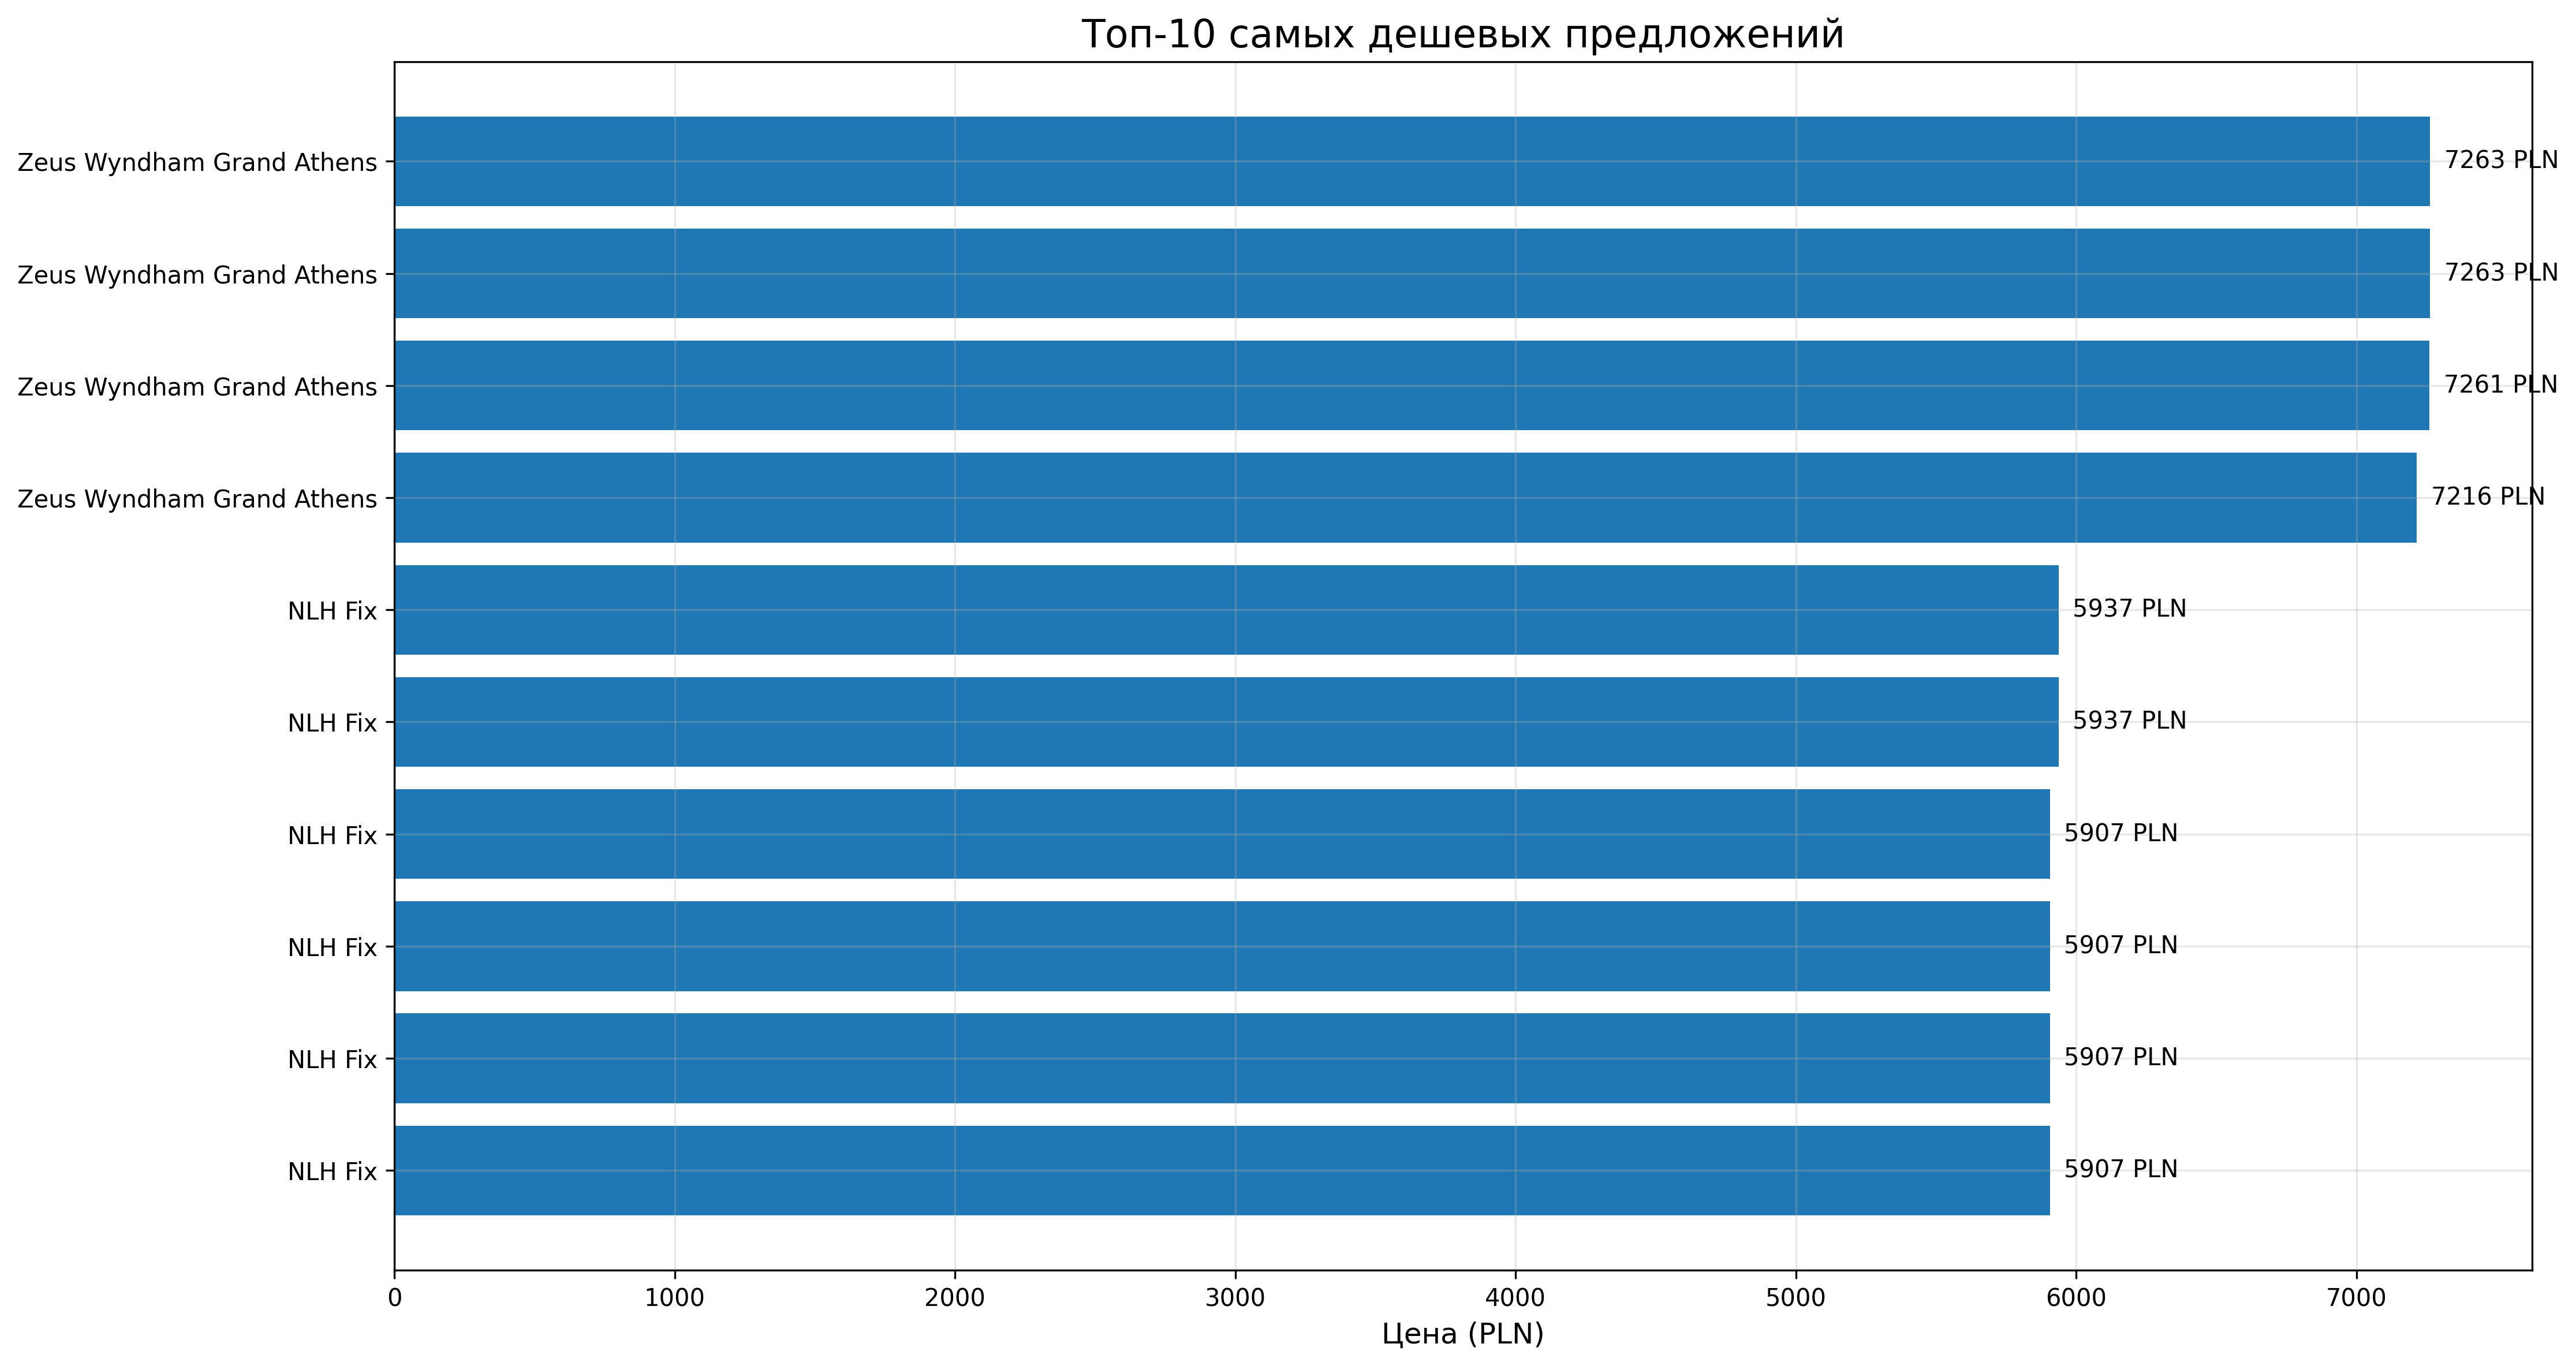 Топ-10 самых дешевых предложений
Zeus Wyndham Grand Athens 7263 PLN
Zeus Wyndham Grand Athens 7263 PLN
Zeus Wyndham Grand Athens 7261 PLN
Zeus Wyndham Grand Athens 7216 PLN
NLH Fix 5937 PLN
NLH Fix 5937 PLN
NLH Fix 5907 PLN
NLH Fix 5907 PLN
NLH Fix 5907 PLN
NLH Fix 5907 PLN
0 1000 2000 3000 4000 5000 6000 7000
Цена (PLN)